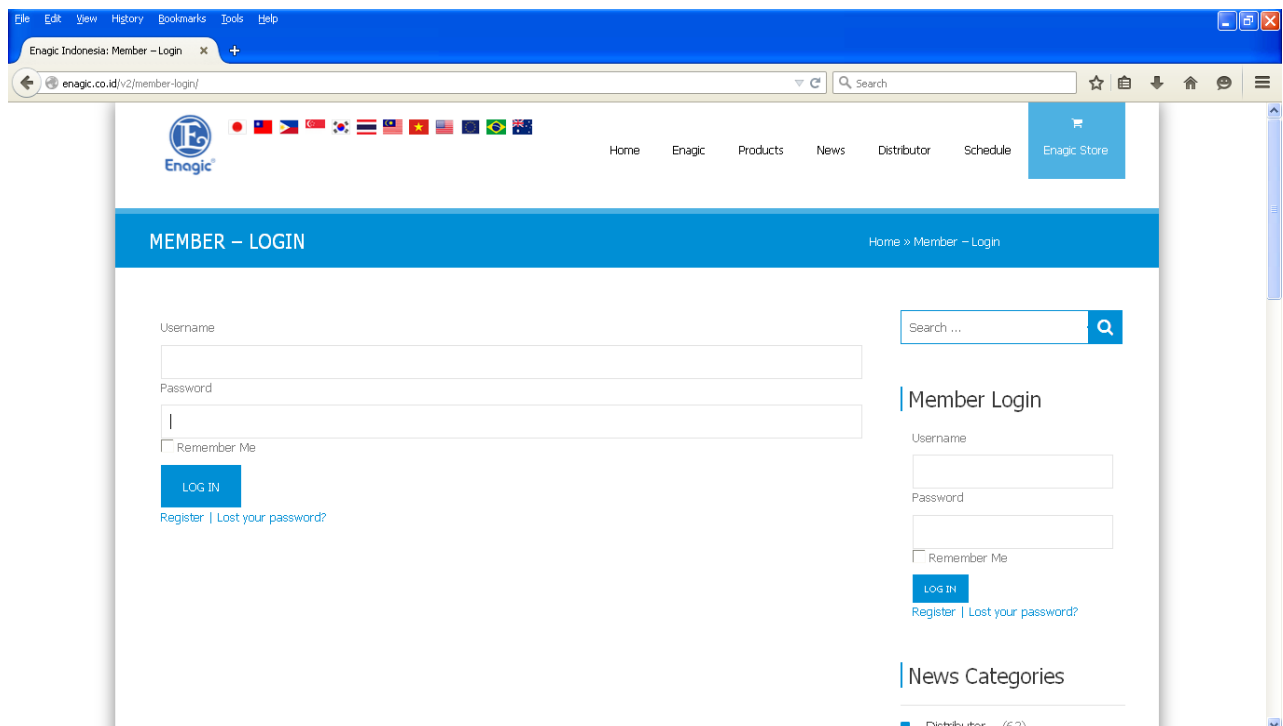 File Edit View History Bookmarks Tools Help
Enagic Indonesia: Member – Login
enagic.co.id/v2/member-login/
Search
Enagic®
Home Enagic Products News Distributor Schedule Enagic Store
MEMBER – LOGIN
Home » Member – Login
Username
Password
Remember Me
LOG IN
Register | Lost your password?
Search ...
Member Login
Username
Password
Remember Me
LOG IN
Register | Lost your password?
News Categories
Distributor (62)